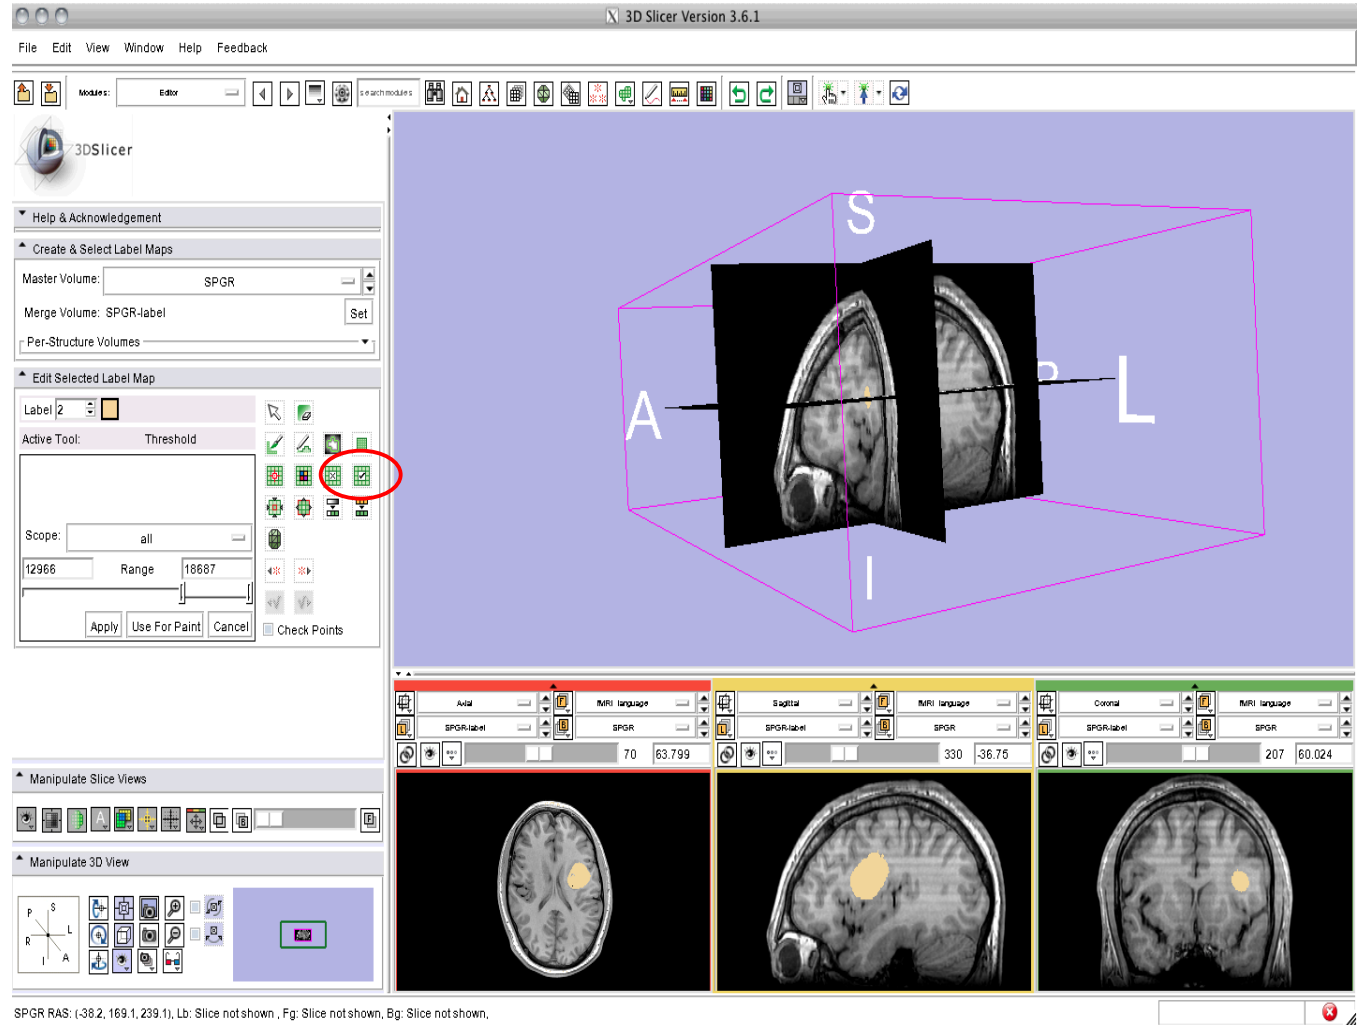 3D Slicer Version 3.6.1
File Edit View Window Help Feedback
Modules: Editor searchmodules
3DSlicer
Help & Acknowledgement
Create & Select Label Maps
Master Volume: SPGR
Merge Volume: SPGR-label Set
Per-Structure Volumes
Edit Selected Label Map
Label 2
Active Tool: Threshold
Scope: all
12966 Range 18687
Apply Use For Paint Cancel
Check Points
S
A
P
L
I
Axial F fMRI language
L SPGR-label B SPGR
70 63.799
Sagittal F fMRI language
L SPGR-label B SPGR
330 -36.75
Coronal F fMRI language
L SPGR-label B SPGR
207 60.024
Manipulate Slice Views
A B F
Manipulate 3D View
P S
R L
I A
SPGR RAS: (-38.2, 169.1, 239.1), Lb: Slice not shown , Fg: Slice not shown, Bg: Slice not shown,